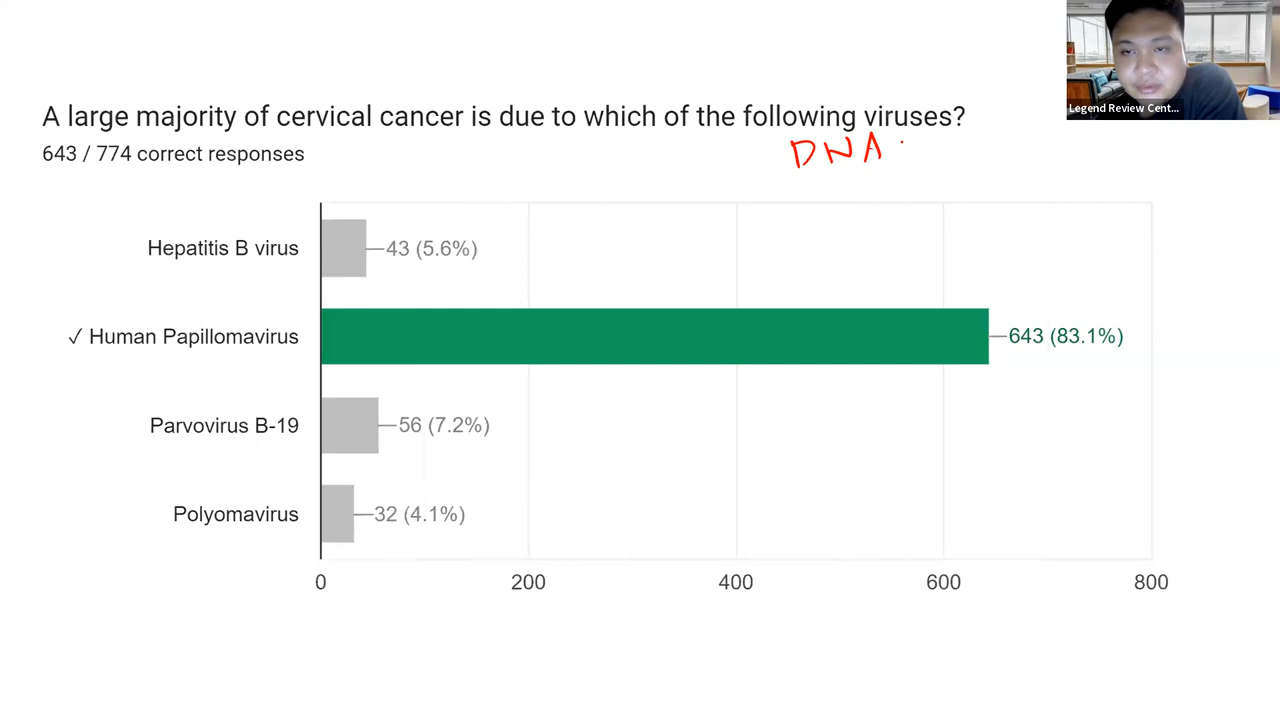 Legend Review Cent...
A large majority of cervical cancer is due to which of the following viruses?
643 / 774 correct responses
DNA
Hepatitis B virus
43 (5.6%)
✓ Human Papillomavirus
643 (83.1%)
Parvovirus B-19
56 (7.2%)
Polyomavirus
32 (4.1%)
0 200 400 600 800